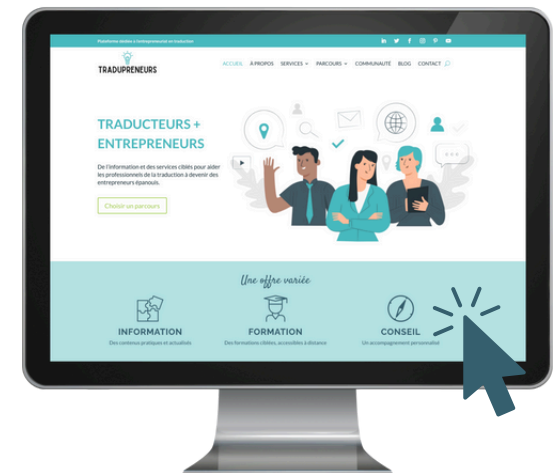 Plateforme dédiée à l'entrepreneuriat en traduction
TRADUPRENEURS
ACCUEIL À PROPOS SERVICES PARCOURS COMMUNAUTÉ BLOG CONTACT
TRADUCTEURS +
ENTREPRENEURS
De l'information et des services ciblés pour aider
les professionnels de la traduction à devenir des
entrepreneurs épanouis.
Choisir un parcours
Une offre variée
INFORMATION FORMATION CONSEIL
Des contenus pratiques et actualisés Des formations ciblées, accessibles à distance Un accompagnement personnalisé